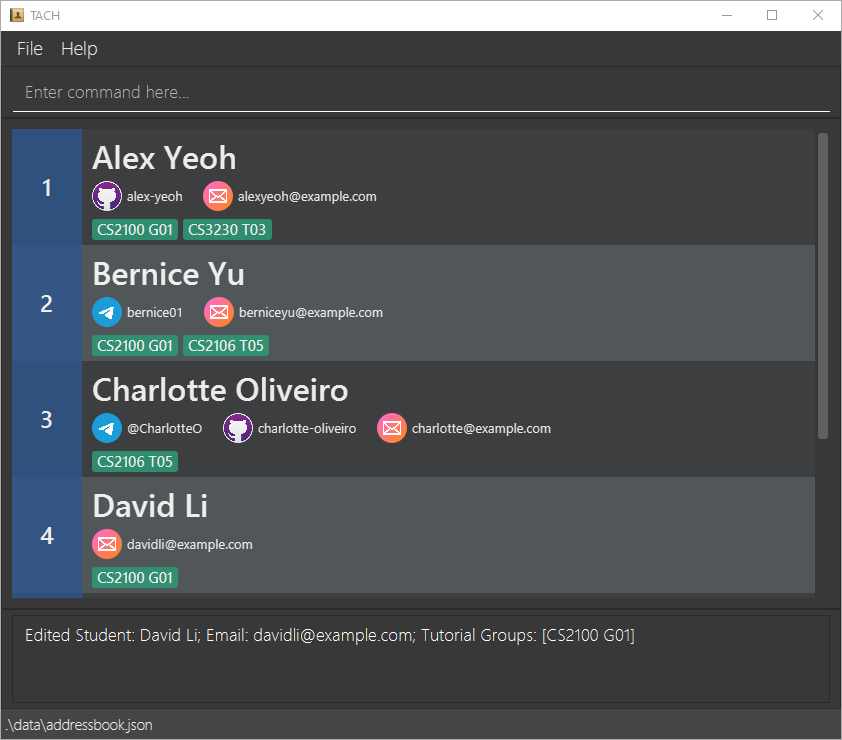 TACH
File Help
Enter command here...
1
Alex Yeoh
alex-yeoh alexyeoh@example.com
CS2100 G01 CS3230 T03
2
Bernice Yu
bernice01 berniceyu@example.com
CS2100 G01 CS2106 T05
3
Charlotte Oliveiro
@CharlotteO charlotte-oliveiro charlotte@example.com
CS2106 T05
4
David Li
davidli@example.com
CS2100 G01
Edited Student: David Li; Email: davidli@example.com; Tutorial Groups: [CS2100 G01]
.\data\addressbook.json